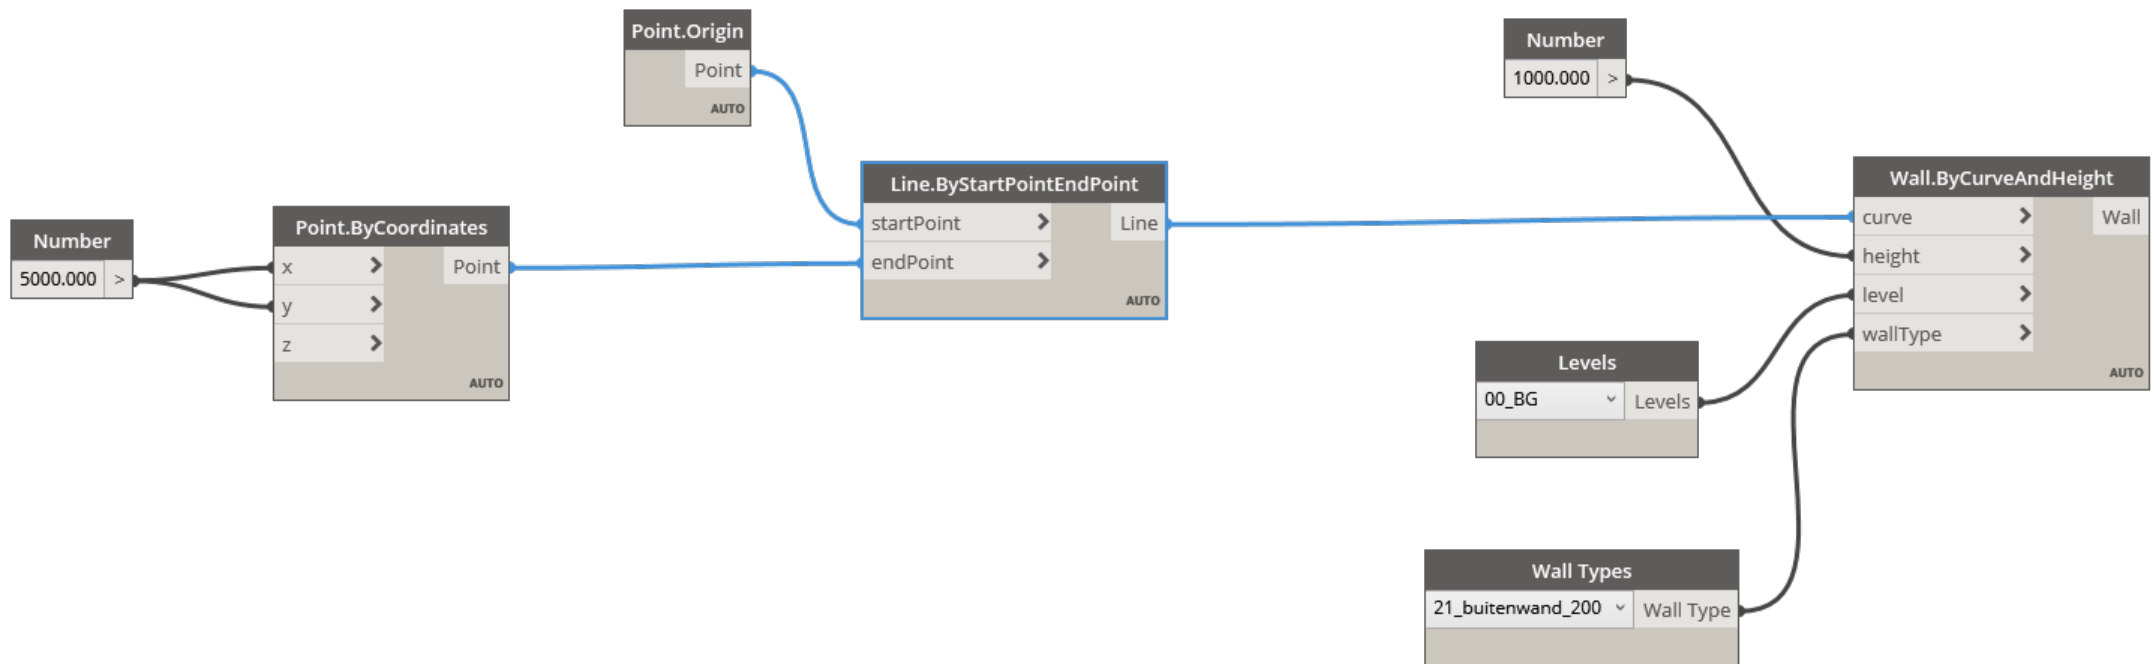 Number
5000.000 >
Point.ByCoordinates
x
y
z
Point
AUTO
Point.Origin
Point
AUTO
Line.ByStartPointEndPoint
startPoint
endPoint
Line
AUTO
Number
1000.000 >
Levels
00_BG
Levels
Wall Types
21_buitenwand_200
Wall Type
Wall.ByCurveAndHeight
curve
height
level
wallType
Wall
AUTO